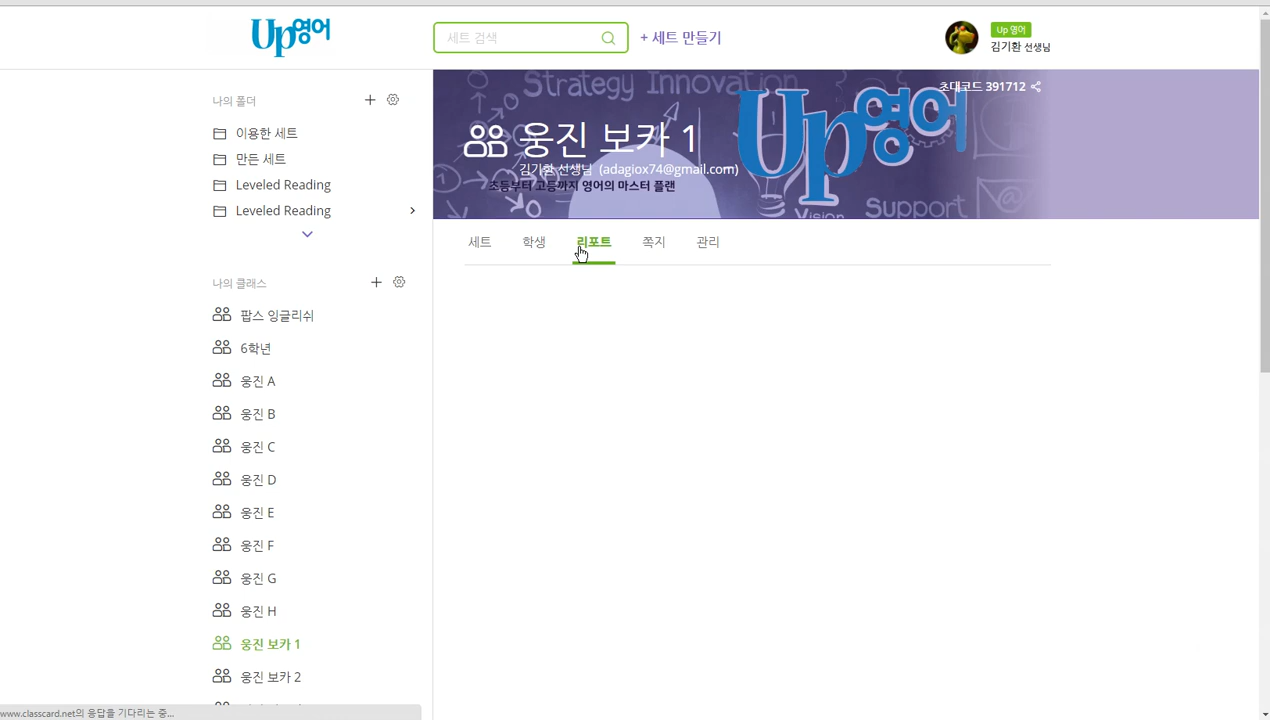 Up영어
세트 검색
+ 세트 만들기
Up 영어
김기환 선생님
나의 폴더
이용한 세트
만든 세트
Leveled Reading
Leveled Reading
나의 클래스
팝스 잉글리쉬
6학년
웅진 A
웅진 B
웅진 C
웅진 D
웅진 E
웅진 F
웅진 G
웅진 H
웅진 보카 1
웅진 보카 2
Strategy Innovation
초대코드 391712
웅진 보카 1
Up영어
김기환 선생님 (adagiox74@gmail.com)
초등부터 고등까지 영어의 마스터 플랜
Vision
Support
세트 학생 리포트 쪽지 관리
www.classcard.net의 응답을 기다리는 중...